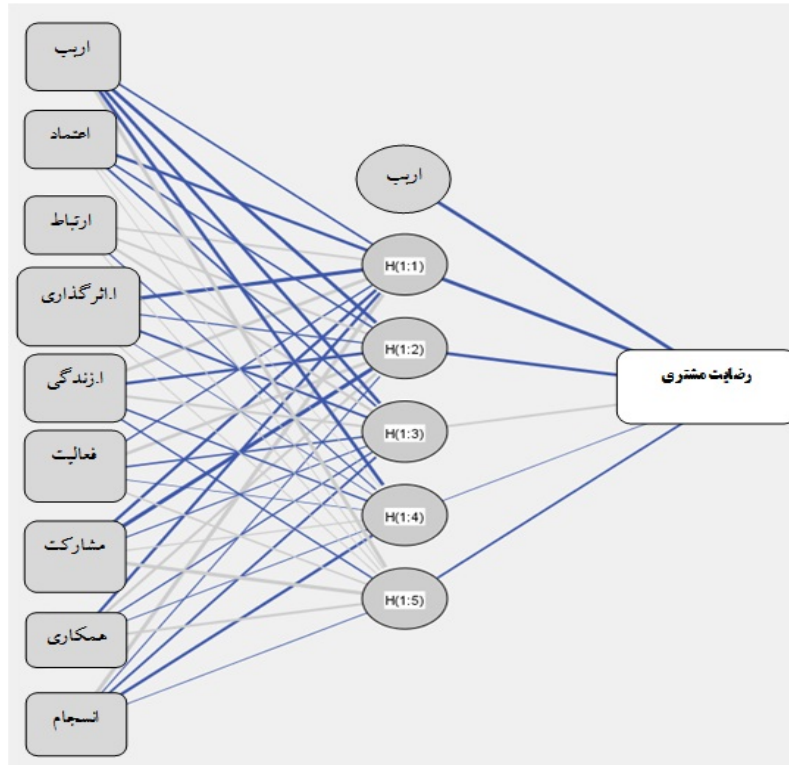 اریب
اعتماد
ارتباط
ا.اثرگذاری
ا.زندگی
فعالیت
مشارکت
همکاری
انسجام
اریب
H(1:1)
H(1:2)
H(1:3)
H(1:4)
H(1:5)
رضایت مشتری